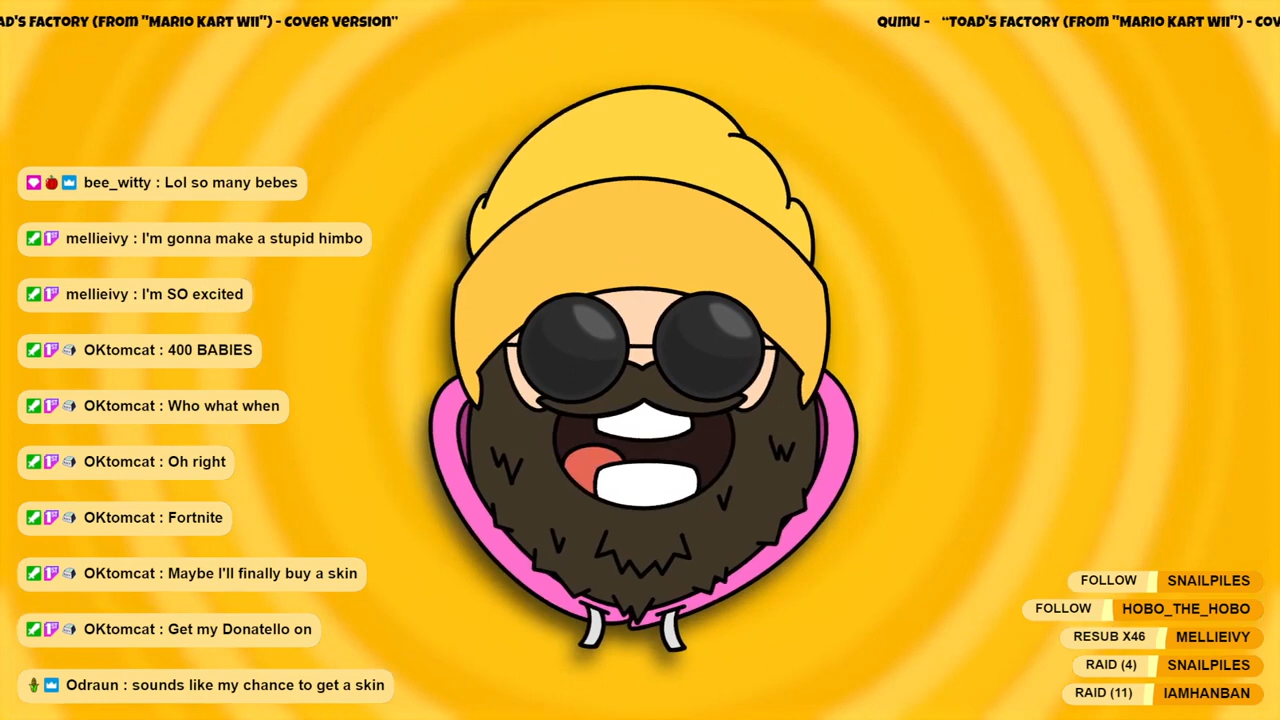 AD'S FACTORY (FROM "MARIO KART WII") - COVER VERSION”
QUMU - “TOAD'S FACTORY (FROM "MARIO KART WII") - COV
bee_witty : Lol so many bebes
mellieivy : I'm gonna make a stupid himbo
mellieivy : I'm SO excited
OKtomcat : 400 BABIES
OKtomcat : Who what when
OKtomcat : Oh right
OKtomcat : Fortnite
OKtomcat : Maybe I'll finally buy a skin
OKtomcat : Get my Donatello on
Odraun : sounds like my chance to get a skin
FOLLOW SNAILPILES
FOLLOW HOBO_THE_HOBO
RESUB X46 MELLIEIVY
RAID (4) SNAILPILES
RAID (11) IAMHANBAN